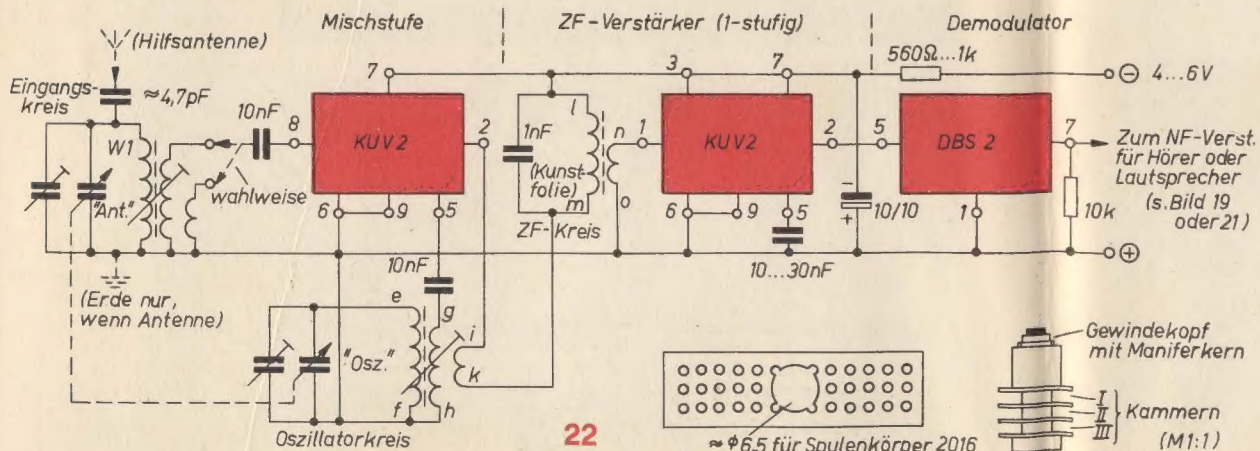 Mischstufe
ZF-Verstärker (1-stufig)
Demodulator
(Hilfsantenne)
560Ω...1k
7
3
7
⊖ 4...6V
Eingangs-
kreis
≈4,7pF
10nF
8
KUV2
2
1nF
(Kunst-
folie)
l
m
n
o
1
KUV2
2
5
DBS 2
7
Zum NF-Verst.
für Hörer oder
Lautsprecher
(s. Bild 19
oder 21)
W1
"Ant."
wahlweise
6
9
5
ZF-Kreis
6
9
5
-
+
10/10
1
10k
10nF
10...30nF
⊕
(Erde nur,
wenn Antenne)
e
g
i
"Osz."
k
f
h
Oszillatorkreis
22
≈ϕ6,5 für Spulenkörper 2016
Gewindekopf
mit Maniferkern
I
II
III
Kammern
(M1:1)